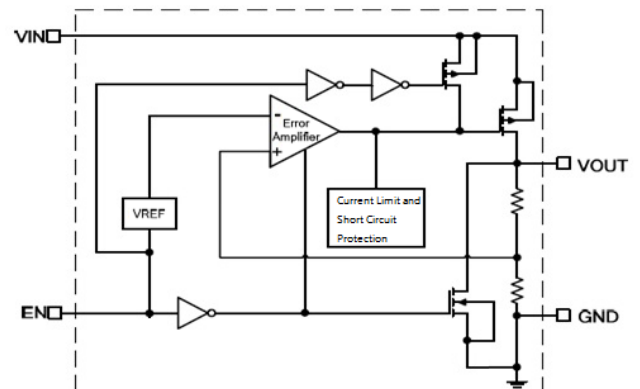 VIN
Error
Amplifier
-
+
VOUT
Current Limit and
Short Circuit
Protection
VREF
EN
GND